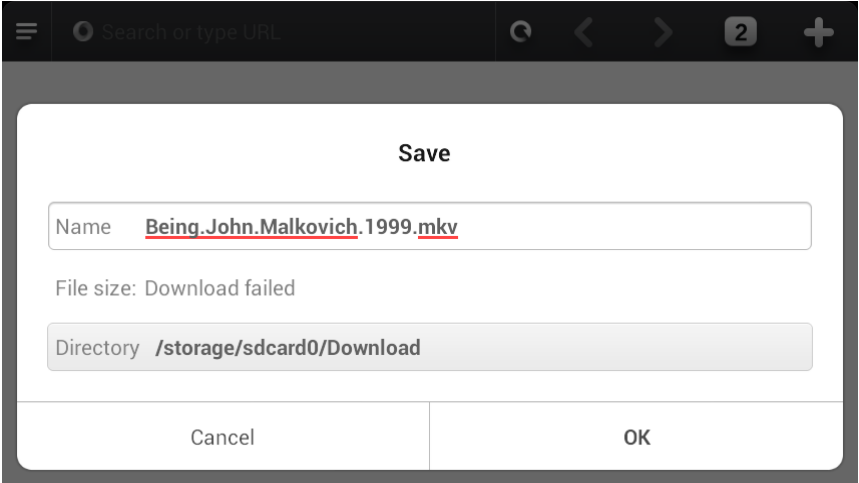 Search or type URL
2
Save
Name Being.John.Malkovich.1999.mkv
File size: Download failed
Directory /storage/sdcard0/Download
Cancel OK